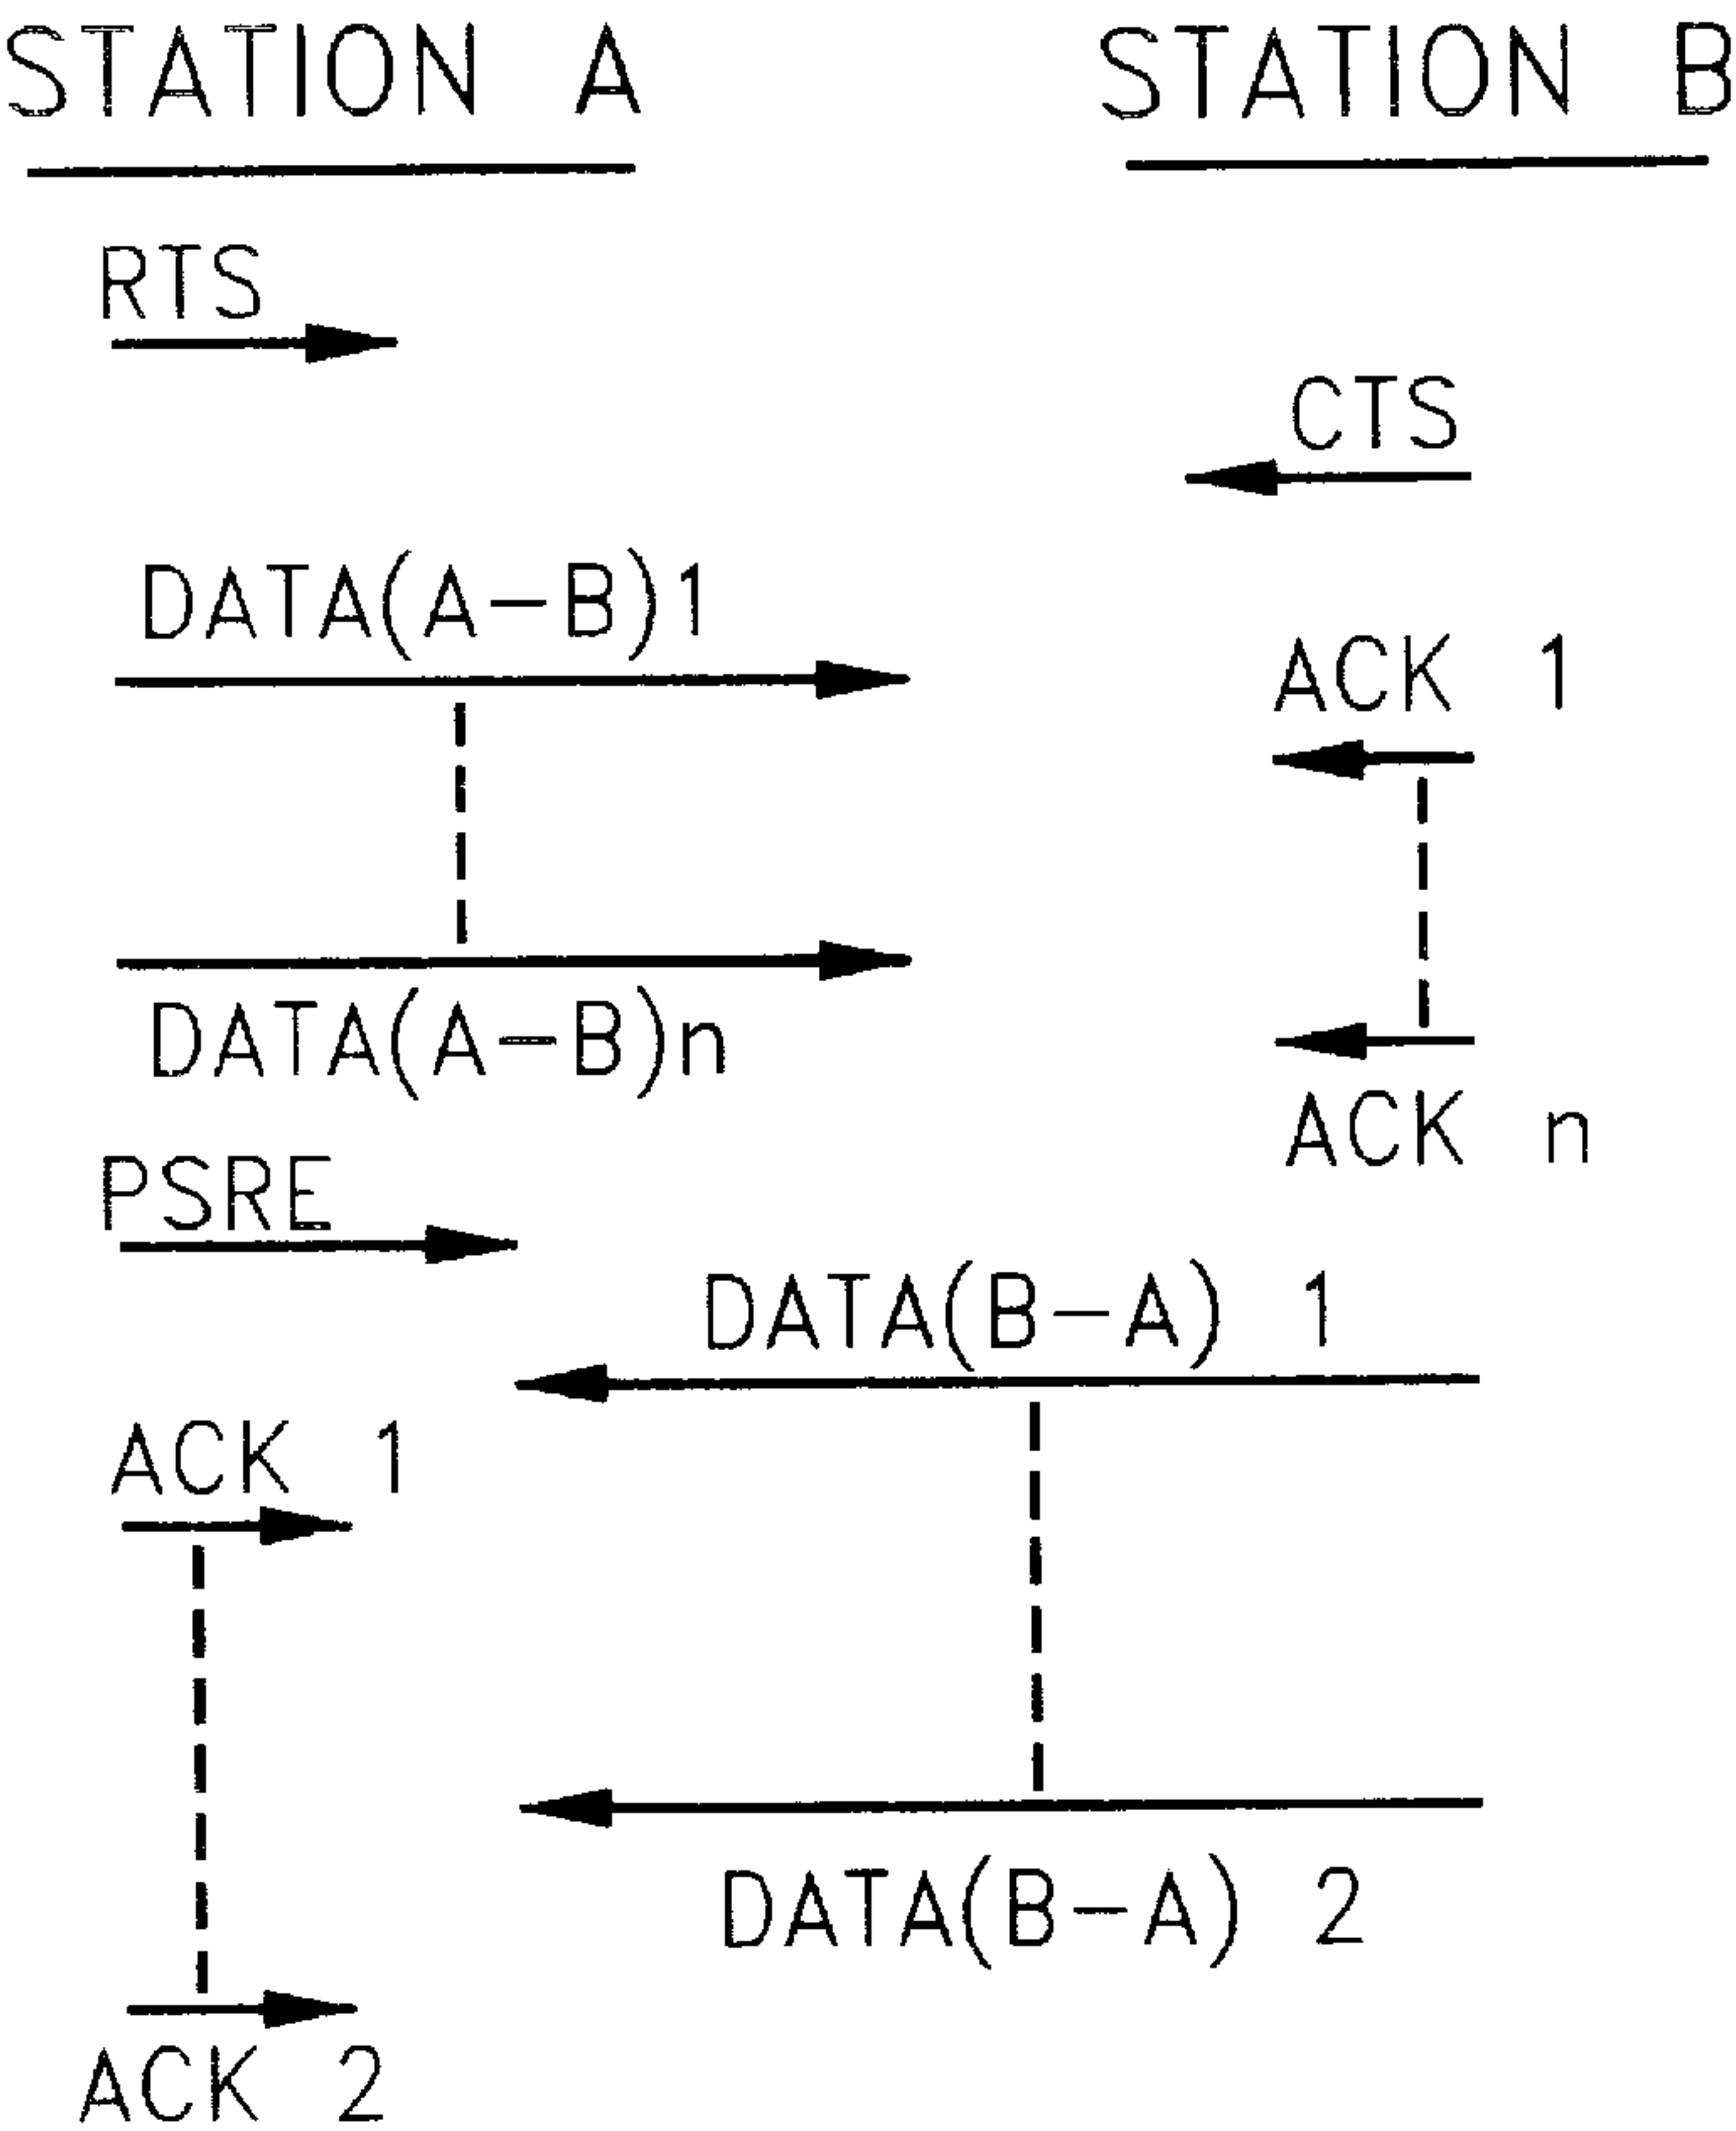 STATION A
STATION B
RTS
CTS
DATA(A-B)1
ACK 1
DATA(A-B)n
ACK n
PSRE
DATA(B-A) 1
ACK 1
DATA(B-A) 2
ACK 2